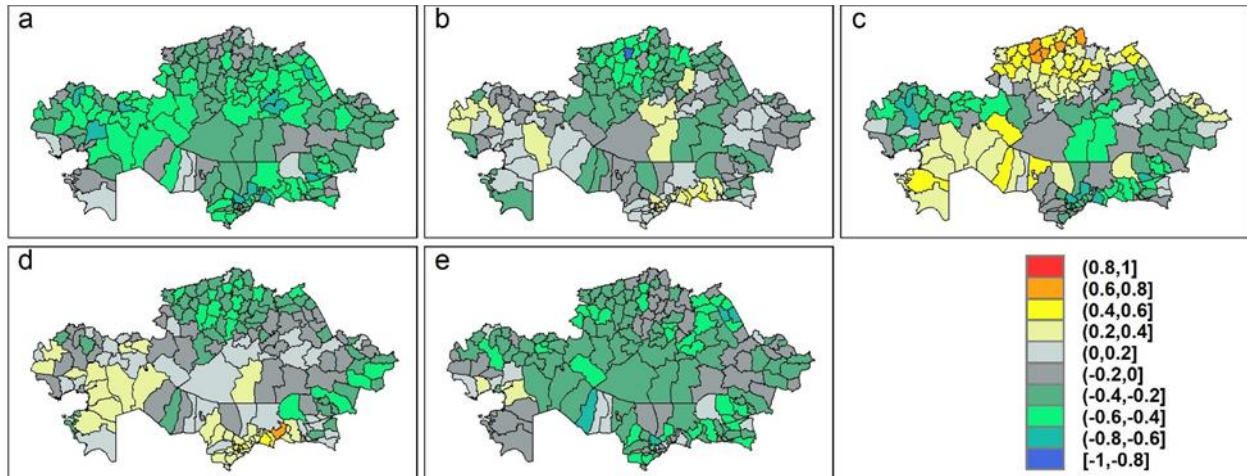 a
b
c
d
e
(0.8,1]
(0.6,0.8]
(0.4,0.6]
(0.2,0.4]
(0,0.2]
(-0.2,0]
(-0.4,-0.2]
(-0.6,-0.4]
(-0.8,-0.6]
[-1,-0.8]